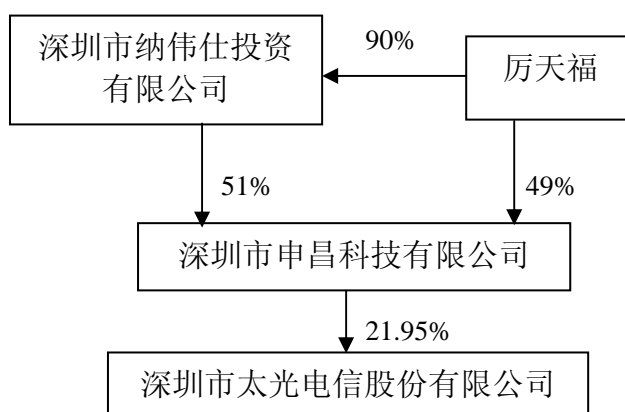 深圳市纳伟仕投资
有限公司
90%
厉天福
51%
49%
深圳市申昌科技有限公司
21.95%
深圳市太光电信股份有限公司